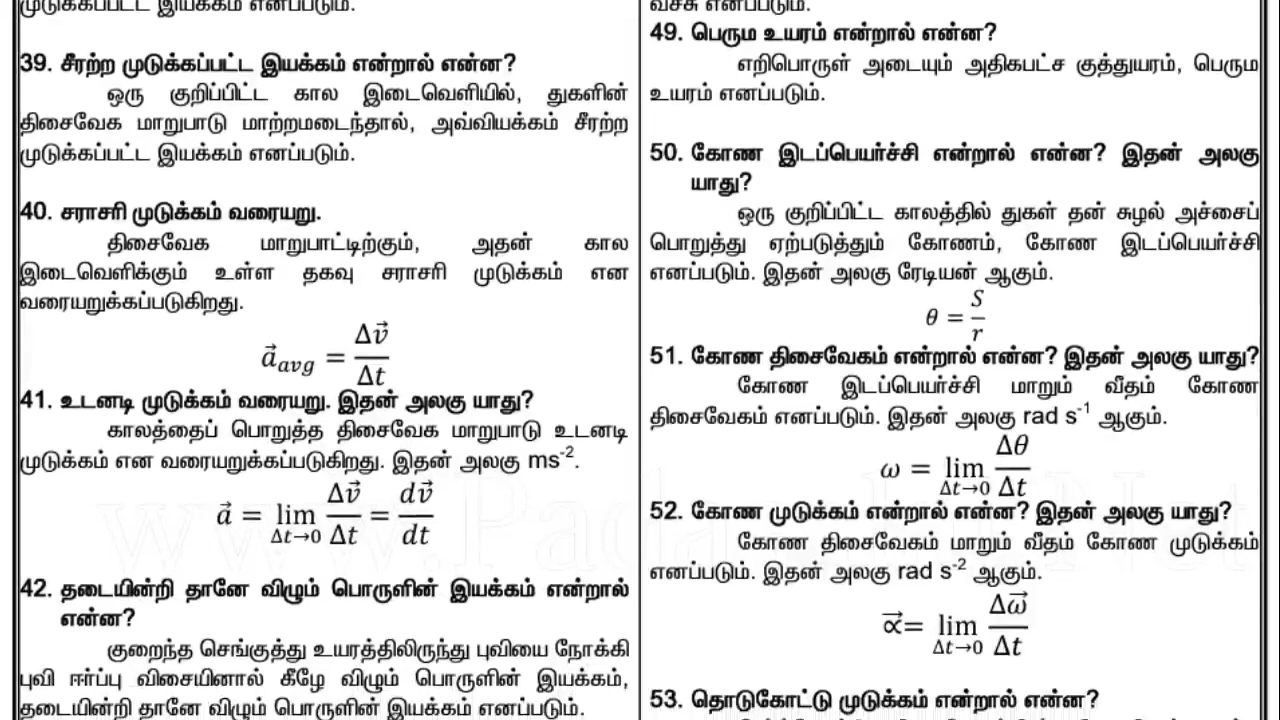 முடுக்கப்பட்ட இயக்கம் எனப்படும்.
39. சீரற்ற முடுக்கப்பட்ட இயக்கம் என்றால் என்ன?
ஒரு குறிப்பிட்ட கால இடைவெளியில், துகளின்
திசைவேக மாறுபாடு மாற்றமடைந்தால், அவ்வியக்கம் சீரற்ற
முடுக்கப்பட்ட இயக்கம் எனப்படும்.
40. சராசரி முடுக்கம் வரையறு.
திசைவேக மாறுபாட்டிற்கும், அதன் கால
இடைவெளிக்கும் உள்ள தகவு சராசரி முடுக்கம் என
வரையறுக்கப்படுகிறது.
a⃗avg = Δv⃗/Δt
41. உடனடி முடுக்கம் வரையறு. இதன் அலகு யாது?
காலத்தைப் பொறுத்த திசைவேக மாறுபாடு உடனடி
முடுக்கம் என வரையறுக்கப்படுகிறது. இதன் அலகு ms⁻².
a⃗ = lim Δt→0 Δv⃗/Δt = dv⃗/dt
42. தடையின்றி தானே விழும் பொருளின் இயக்கம் என்றால்
என்ன?
குறைந்த செங்குத்து உயரத்திலிருந்து புவியை நோக்கி
புவி ஈர்ப்பு விசையினால் கீழே விழும் பொருளின் இயக்கம்,
தடையின்றி தானே விழும் பொருளின் இயக்கம் எனப்படும்.
வீச்சு எனப்படும்.
49. பெரும உயரம் என்றால் என்ன?
எறிபொருள் அடையும் அதிகபட்ச குத்துயரம், பெரும
உயரம் எனப்படும்.
50. கோண இடப்பெயர்ச்சி என்றால் என்ன? இதன் அலகு
யாது?
ஒரு குறிப்பிட்ட காலத்தில் துகள் தன் சுழல் அச்சைப்
பொறுத்து ஏற்படுத்தும் கோணம், கோண இடப்பெயர்ச்சி
எனப்படும். இதன் அலகு ரேடியன் ஆகும்.
θ = S/r
51. கோண திசைவேகம் என்றால் என்ன? இதன் அலகு யாது?
கோண இடப்பெயர்ச்சி மாறும் வீதம் கோண
திசைவேகம் எனப்படும். இதன் அலகு rad s⁻¹ ஆகும்.
ω = lim Δt→0 Δθ/Δt
52. கோண முடுக்கம் என்றால் என்ன? இதன் அலகு யாது?
கோண திசைவேகம் மாறும் வீதம் கோண முடுக்கம்
எனப்படும். இதன் அலகு rad s⁻² ஆகும்.
∝⃗= lim Δt→0 Δω⃗/Δt
53. தொடுகோட்டு முடுக்கம் என்றால் என்ன?